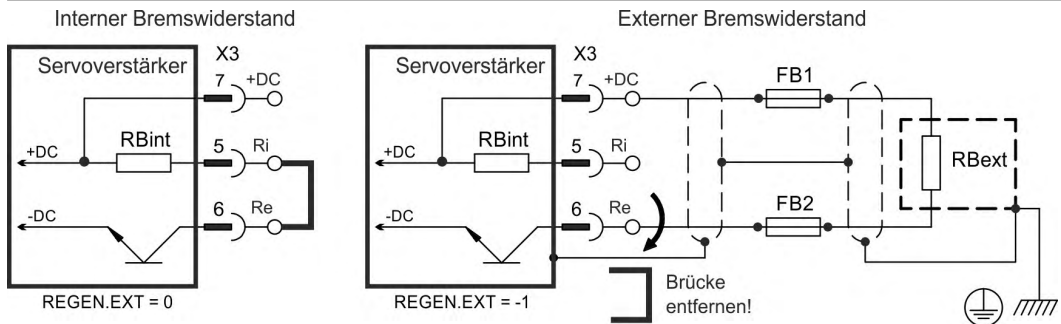 Interner Bremswiderstand
Servoverstärker
X3
7
+DC
RBint
+DC
5
Ri
-DC
6
Re
REGEN.EXT = 0
Externer Bremswiderstand
Servoverstärker
X3
7
+DC
FB1
RBint
+DC
5
Ri
RBext
-DC
6
Re
FB2
REGEN.EXT = -1
Brücke
entfernen!